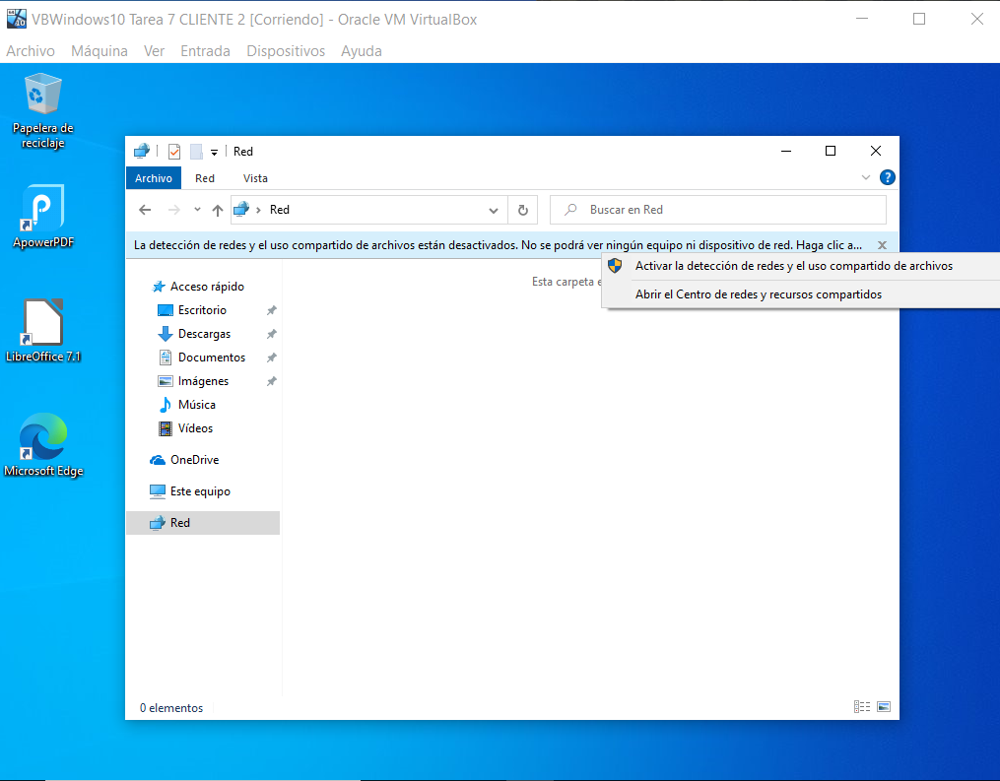 VBWindows10 Tarea 7 CLIENTE 2 [Corriendo] - Oracle VM VirtualBox
Archivo Máquina Ver Entrada Dispositivos Ayuda
Papelera de
reciclaje
ApowerPDF
LibreOffice 7.1
Microsoft Edge
Red
Archivo Red Vista
Red
Buscar en Red
La detección de redes y el uso compartido de archivos están desactivados. No se podrá ver ningún equipo ni dispositivo de red. Haga clic a...
Activar la detección de redes y el uso compartido de archivos
Abrir el Centro de redes y recursos compartidos
Esta carpeta e
Acceso rápido
Escritorio
Descargas
Documentos
Imágenes
Música
Vídeos
OneDrive
Este equipo
Red
0 elementos